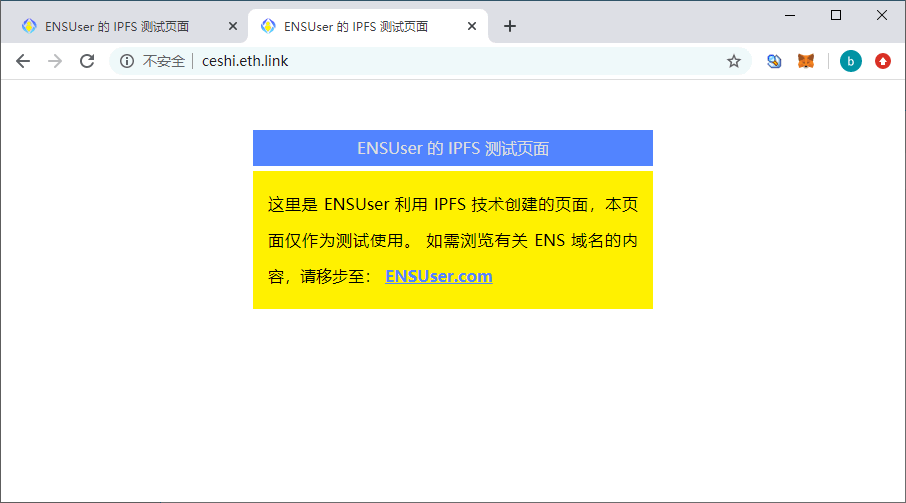 ENSUser 的 IPFS 测试页面
ENSUser 的 IPFS 测试页面
不安全
ceshi.eth.link
b
ENSUser 的 IPFS 测试页面
这里是 ENSUser 利用 IPFS 技术创建的页面，本页
面仅作为测试使用。 如需浏览有关 ENS 域名的内
容，请移步至： ENSUser.com